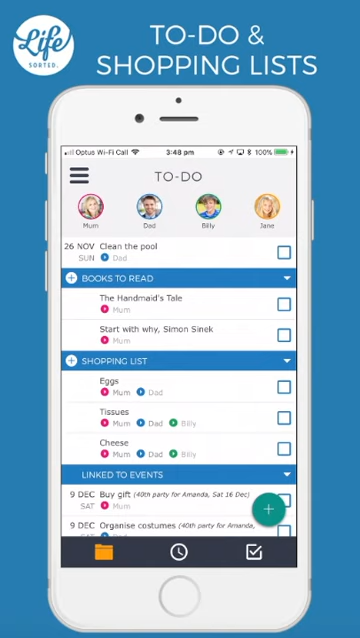 Life
SORTED.
TO-DO &
SHOPPING LISTS
Optus Wi-Fi Call
3:48 pm
100%
TO-DO
Mum
Dad
Billy
Jane
26 NOV Clean the pool
SUN Dad
BOOKS TO READ
The Handmaid's Tale
Mum
Start with why, Simon Sinek
Mum
SHOPPING LIST
Eggs
Mum Dad
Tissues
Mum Dad Billy
Cheese
Mum Dad Billy
LINKED TO EVENTS
9 DEC Buy gift (40th party for Amanda, Sat 16 Dec)
SAT Mum
9 DEC Organise costumes (40th party for Amanda,
SAT